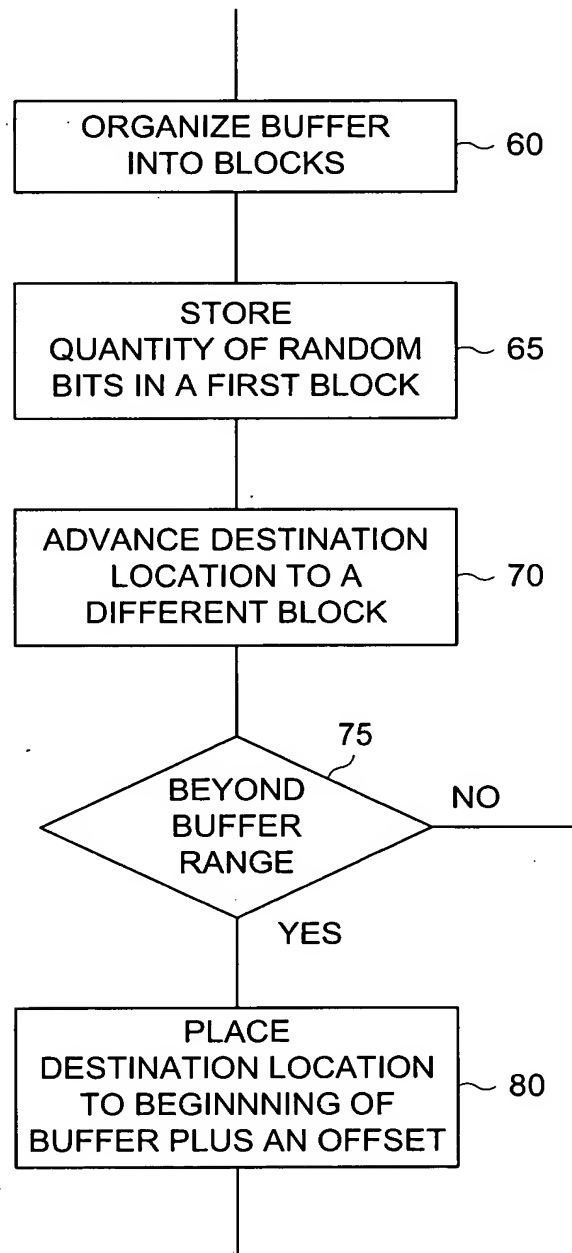 ORGANIZE BUFFER
INTO BLOCKS
60
STORE
QUANTITY OF RANDOM
BITS IN A FIRST BLOCK
65
ADVANCE DESTINATION
LOCATION TO A
DIFFERENT BLOCK
70
75
BEYOND
BUFFER
RANGE
NO
YES
PLACE
DESTINATION LOCATION
TO BEGINNNING OF
BUFFER PLUS AN OFFSET
80